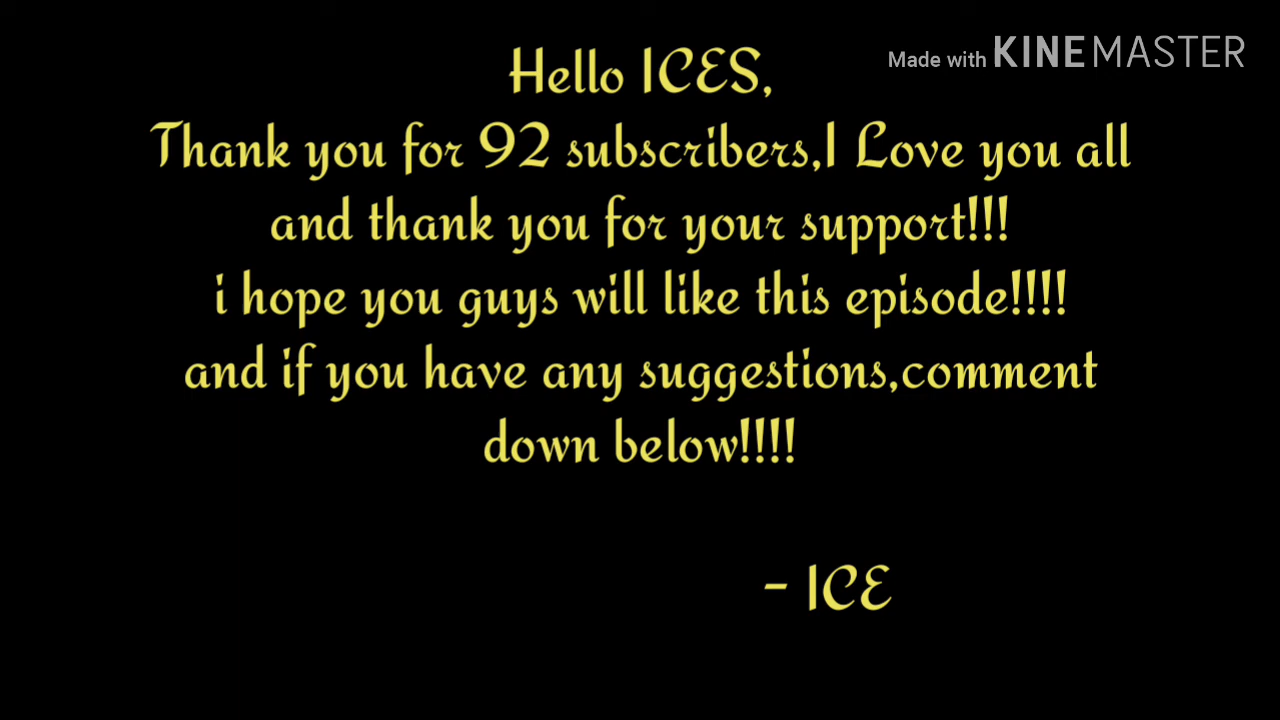 Made with KINEMASTER
Hello ICES,
Thank you for 92 subscribers,I Love you all
and thank you for your support!!!
i hope you guys will like this episode!!!!
and if you have any suggestions,comment
down below!!!!
- ICE